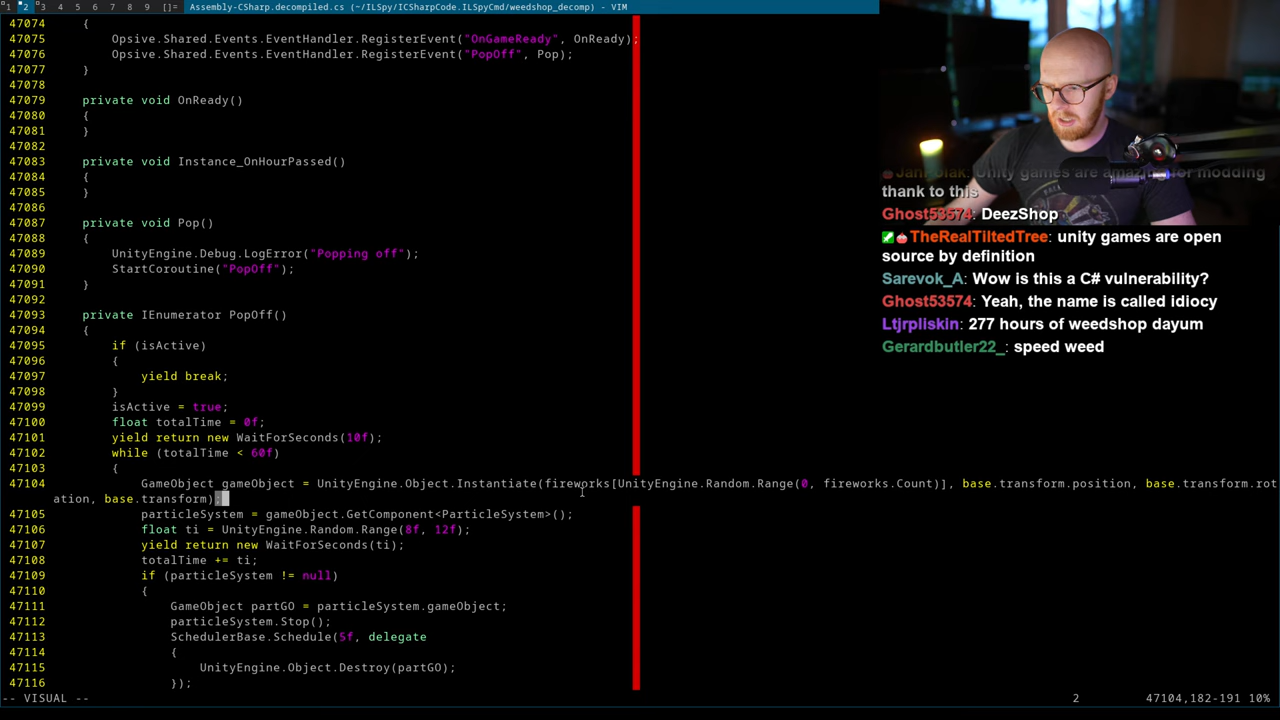 1 2 3 4 5 6 7 8 9 []= Assembly-CSharp.decompiled.cs (~/ILSpy/ICSharpCode.ILSpyCmd/weedshop_decomp) - VIM
47074 {
47075 Opsive.Shared.Events.EventHandler.RegisterEvent("OnGameReady", OnReady);
47076 Opsive.Shared.Events.EventHandler.RegisterEvent("PopOff", Pop);
47077 }
47078
47079 private void OnReady()
47080 {
47081 }
47082
47083 private void Instance_OnHourPassed()
47084 {
47085 }
47086
47087 private void Pop()
47088 {
47089 UnityEngine.Debug.LogError("Popping off");
47090 StartCoroutine("PopOff");
47091 }
47092
47093 private IEnumerator PopOff()
47094 {
47095 if (isActive)
47096 {
47097 yield break;
47098 }
47099 isActive = true;
47100 float totalTime = 0f;
47101 yield return new WaitForSeconds(10f);
47102 while (totalTime < 60f)
47103 {
47104 GameObject gameObject = UnityEngine.Object.Instantiate(fireworks[UnityEngine.Random.Range(0, fireworks.Count)], base.transform.position, base.transform.rot
ation, base.transform);
47105 particleSystem = gameObject.GetComponent<ParticleSystem>();
47106 float ti = UnityEngine.Random.Range(8f, 12f);
47107 yield return new WaitForSeconds(ti);
47108 totalTime += ti;
47109 if (particleSystem != null)
47110 {
47111 GameObject partGO = particleSystem.gameObject;
47112 particleSystem.Stop();
47113 SchedulerBase.Schedule(5f, delegate
47114 {
47115 UnityEngine.Object.Destroy(partGO);
47116 });
-- VISUAL -- 2 47104,182-191 10%
Unity games are amazing for modding
thank to this
Ghost53574: DeezShop
TheRealTiltedTree: unity games are open
source by definition
Sarevok_A: Wow is this a C# vulnerability?
Ghost53574: Yeah, the name is called idiocy
Ltjrpliskin: 277 hours of weedshop dayum
Gerardbutler22_: speed weed